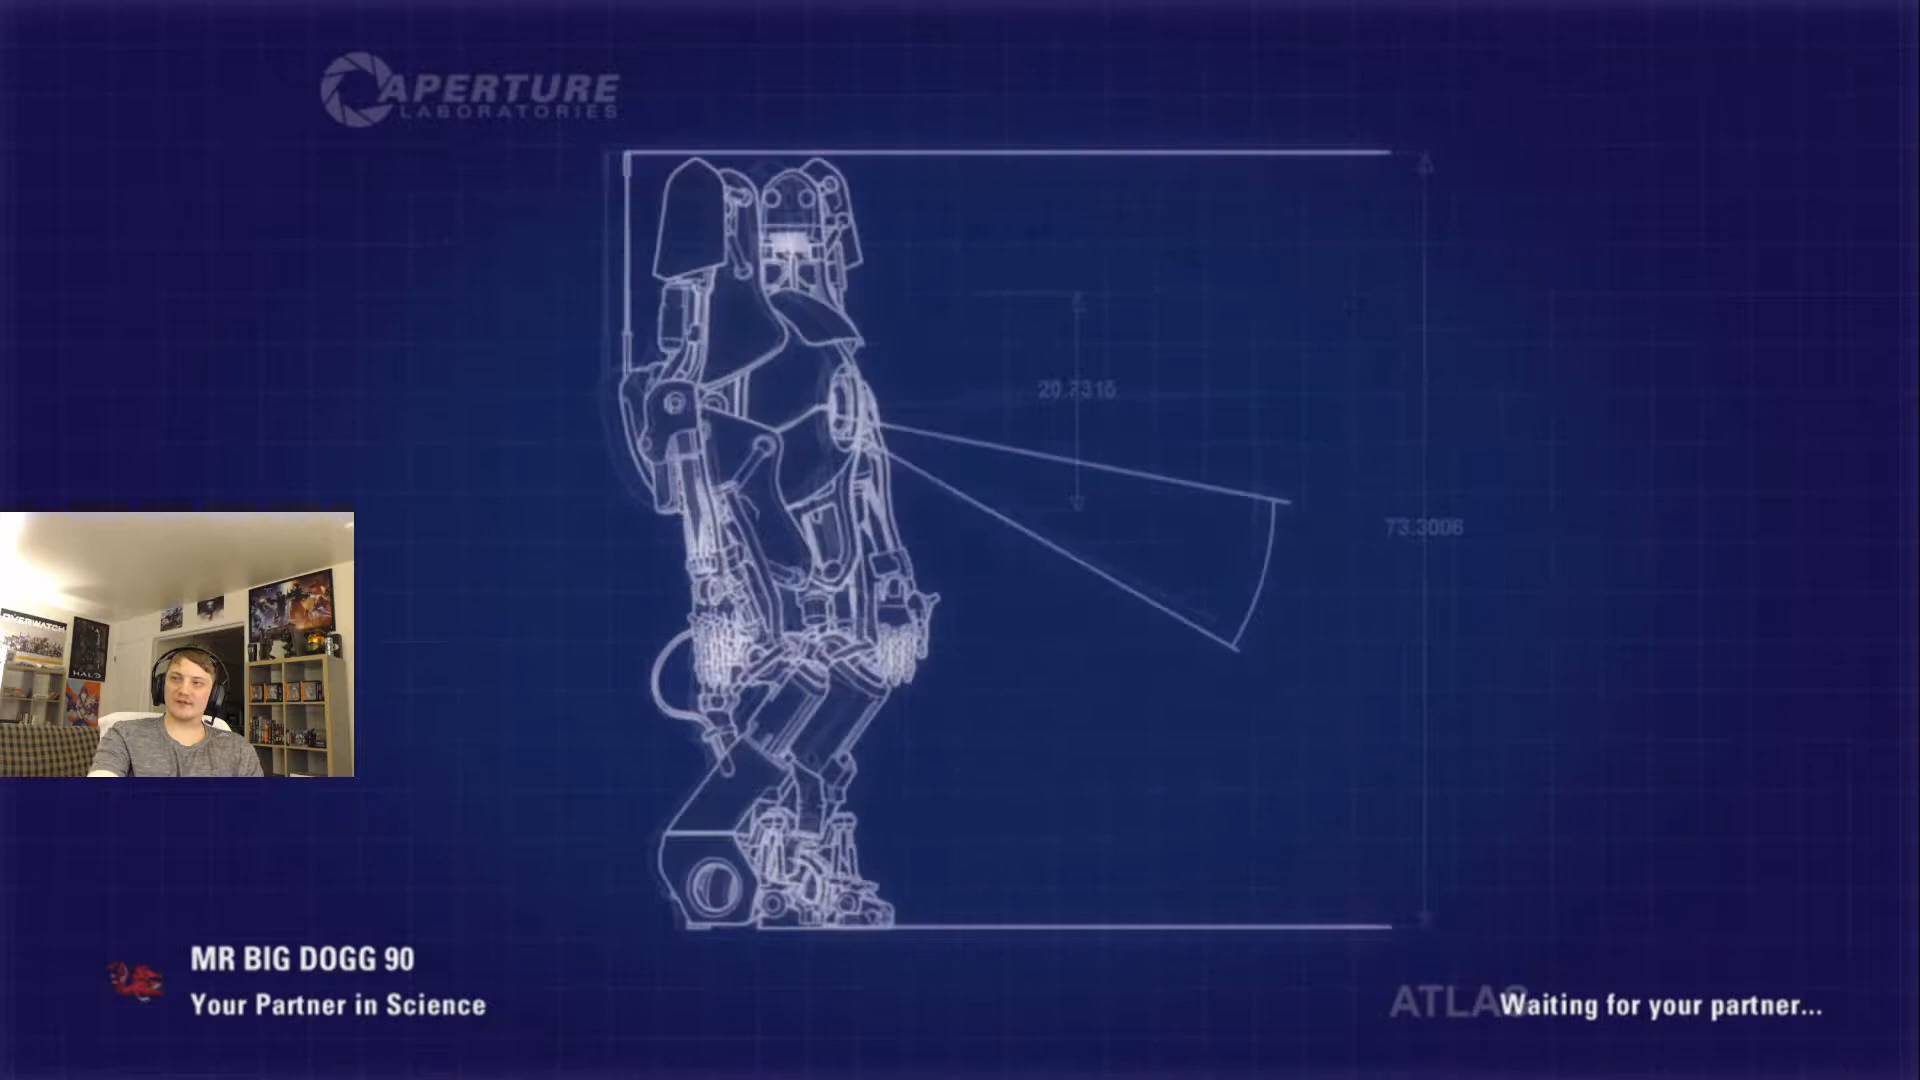 APERTURE
LABORATORIES
20.7315
73.3006
OVERWATCH
HALO
MR BIG DOGG 90
Your Partner in Science
ATLAS
Waiting for your partner...